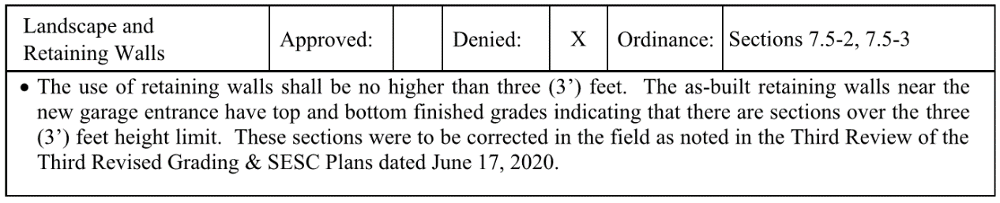 Landscape and
Retaining Walls
Approved:
Denied:
X
Ordinance:
Sections 7.5-2, 7.5-3
• The use of retaining walls shall be no higher than three (3’) feet. The as-built retaining walls near the
new garage entrance have top and bottom finished grades indicating that there are sections over the three
(3’) feet height limit. These sections were to be corrected in the field as noted in the Third Review of the
Third Revised Grading & SESC Plans dated June 17, 2020.